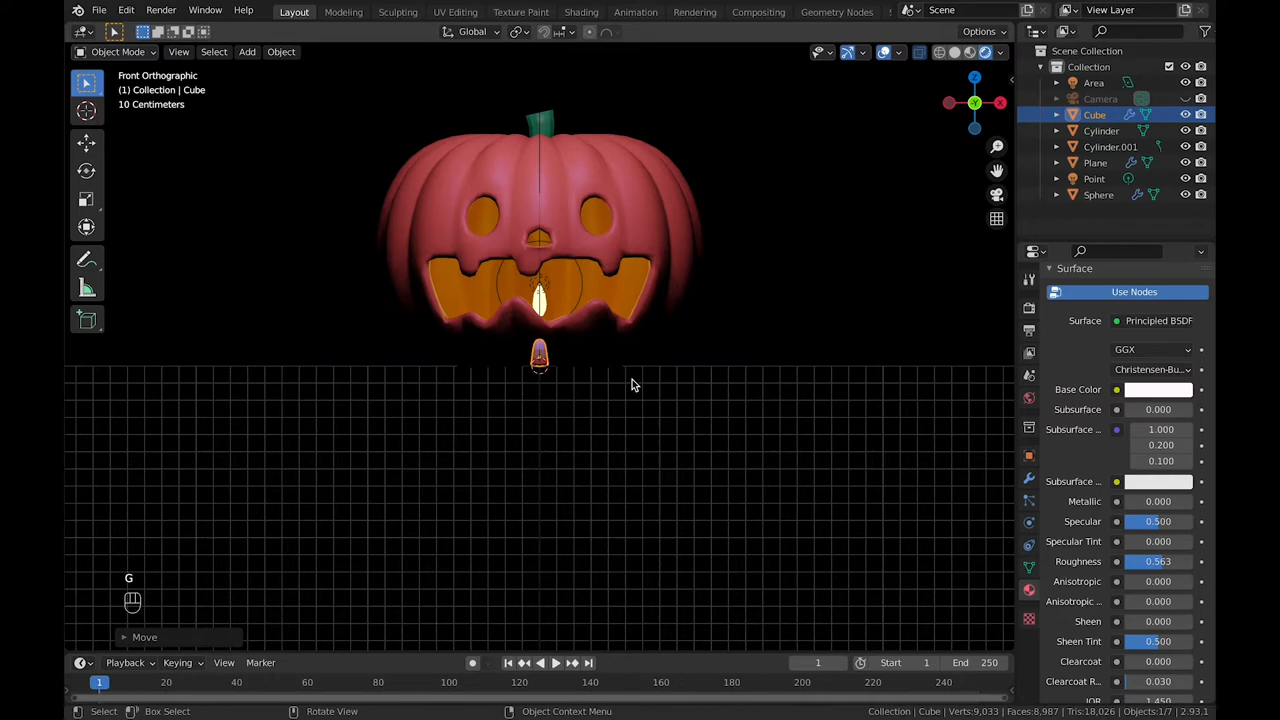 File Edit Render Window Help Layout Modeling Sculpting UV Editing Texture Paint Shading Animation Rendering Compositing Geometry Nodes Scene View Layer
Global Options
Object Mode View Select Add Object
Front Orthographic
(1) Collection | Cube
10 Centimeters
Scene Collection
Collection
Area
Camera
Cube
Cylinder
Cylinder.001
Plane
Point
Sphere
X
Y
Z
Surface
Use Nodes
Surface Principled BSDF
GGX
Christensen-Bu...
Base Color
Subsurface 0.000
Subsurface ... 1.000
0.200
0.100
Subsurface ...
Metallic 0.000
Specular 0.500
Specular Tint 0.000
Roughness 0.563
Anisotropic 0.000
Anisotropic ... 0.000
Sheen 0.000
Sheen Tint 0.500
Clearcoat 0.000
Clearcoat R... 0.030
IOR 1.450
G
Move
Playback Keying View Marker 1 Start 1 End 250
1 20 40 60 80 100 120 140 160 180 200 220 240
Select Box Select Rotate View Object Context Menu Collection | Cube | Verts:9,033 | Faces:8,987 | Tris:18,026 | Objects:1/7 | 2.93.1